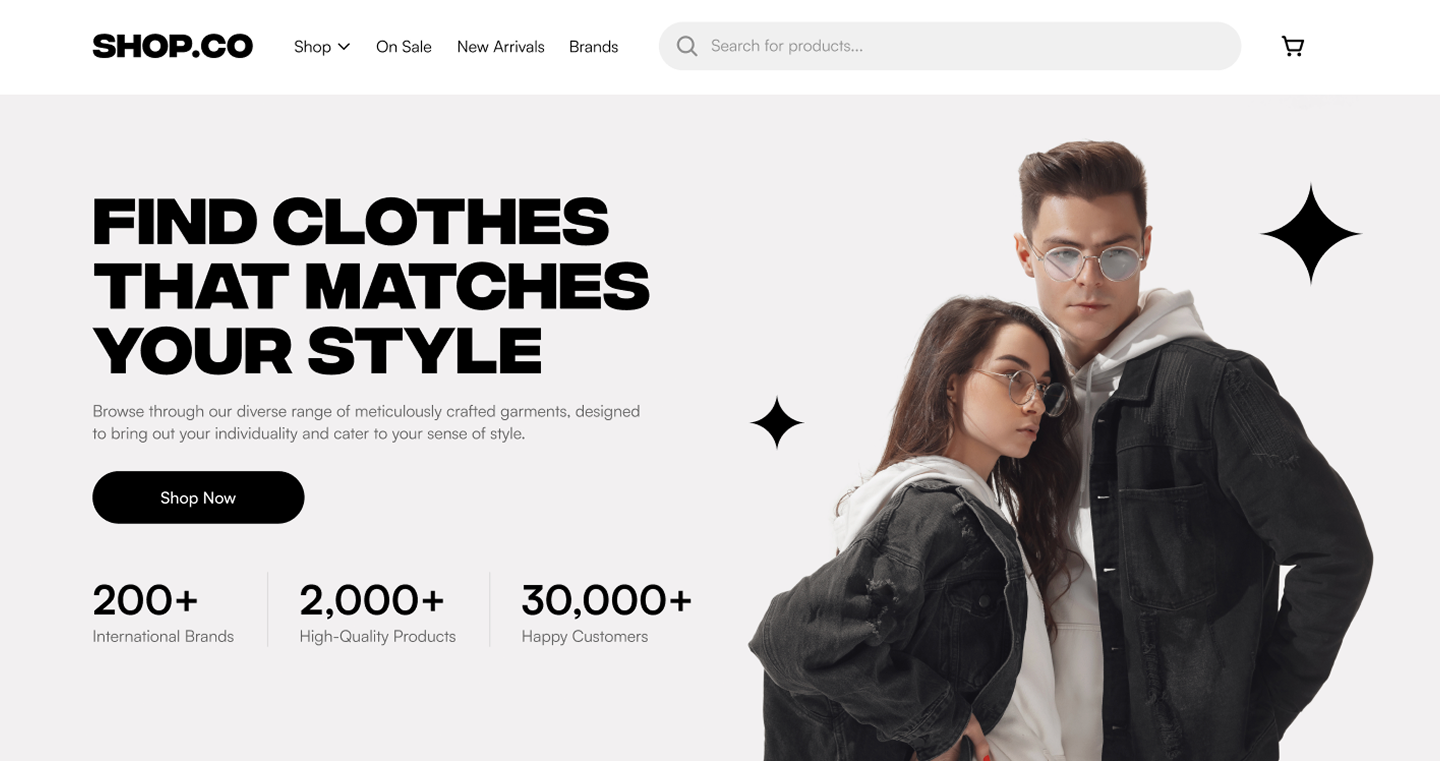 SHOP.CO
Shop
On Sale
New Arrivals
Brands
Search for products...
FIND CLOTHES
THAT MATCHES
YOUR STYLE
Browse through our diverse range of meticulously crafted garments, designed
to bring out your individuality and cater to your sense of style.
Shop Now
200+
International Brands
2,000+
High-Quality Products
30,000+
Happy Customers